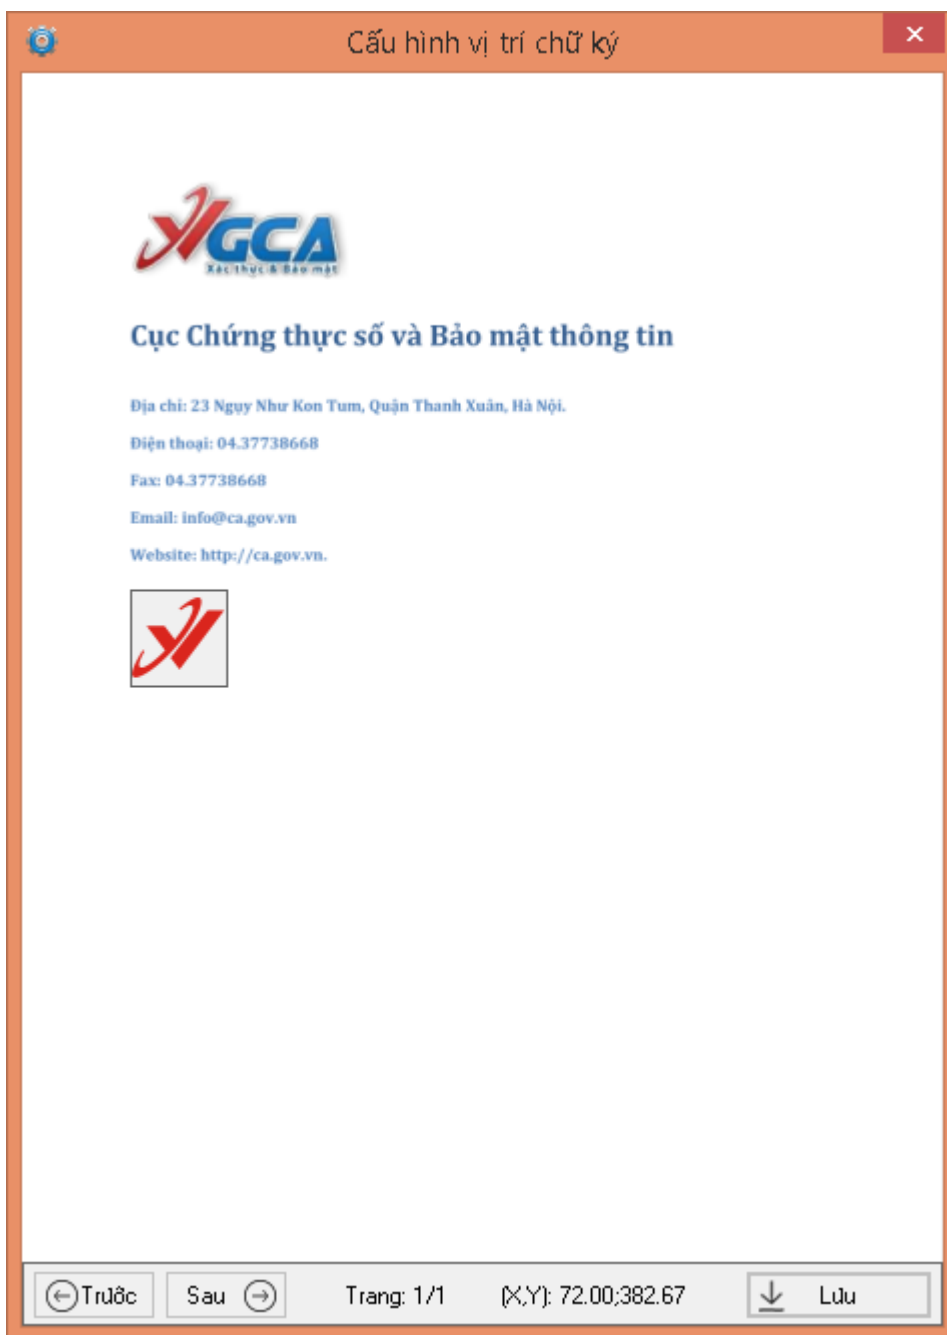 Cấu hình vị trí chữ ký
GCA
Xác thực & Bảo mật
Cục Chứng thực số và Bảo mật thông tin
Địa chỉ: 23 Ngụy Như Kon Tum, Quận Thanh Xuân, Hà Nội.
Điện thoại: 04.37738668
Fax: 04.37738668
Email: info@ca.gov.vn
Website: http://ca.gov.vn.
Trước Sau Trang: 1/1 (X,Y): 72.00;382.67 Lưu